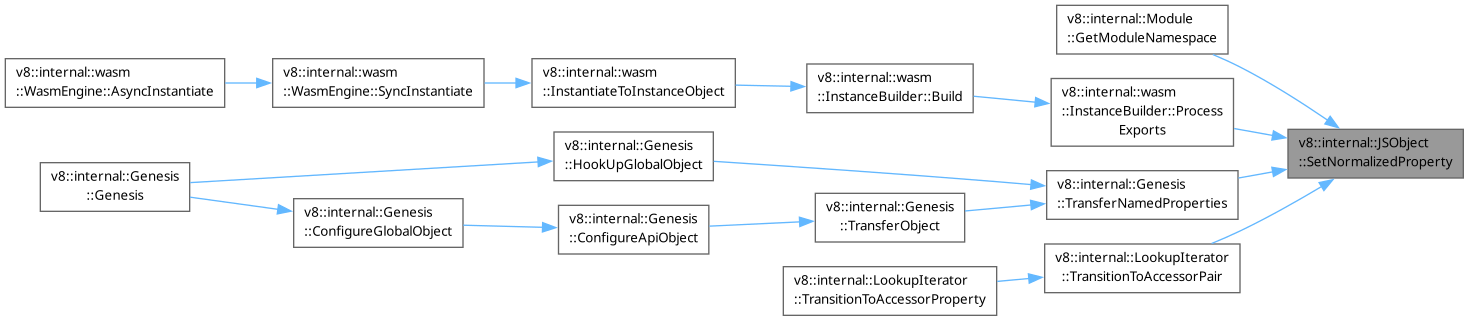 v8::internal::Module
::GetModuleNamespace
v8::internal::wasm
::WasmEngine::AsyncInstantiate
v8::internal::wasm
::WasmEngine::SyncInstantiate
v8::internal::wasm
::InstantiateToInstanceObject
v8::internal::wasm
::InstanceBuilder::Build
v8::internal::wasm
::InstanceBuilder::Process
Exports
v8::internal::JSObject
::SetNormalizedProperty
v8::internal::Genesis
::HookUpGlobalObject
v8::internal::Genesis
::Genesis
v8::internal::Genesis
::TransferNamedProperties
v8::internal::Genesis
::ConfigureGlobalObject
v8::internal::Genesis
::ConfigureApiObject
v8::internal::Genesis
::TransferObject
v8::internal::LookupIterator
::TransitionToAccessorPair
v8::internal::LookupIterator
::TransitionToAccessorProperty